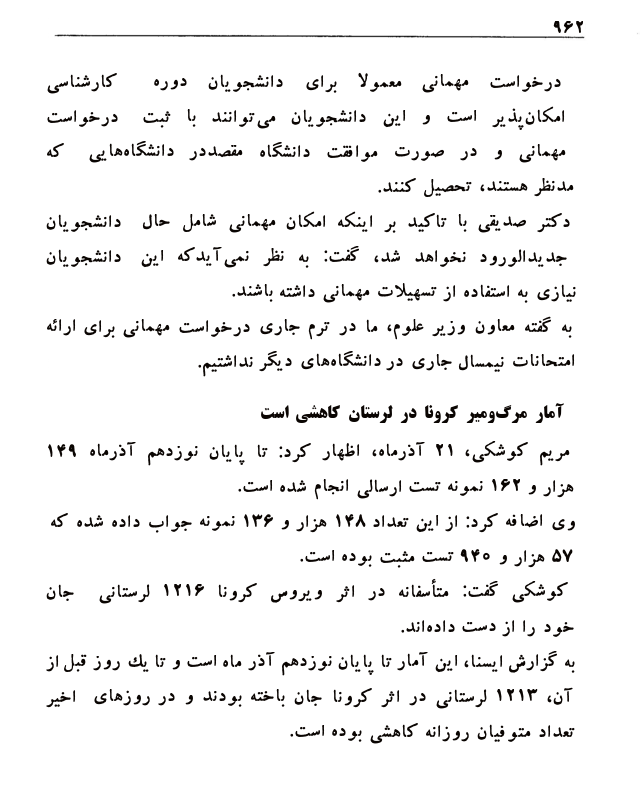 ۹۶۲
درخواست مهمانی معمولا برای دانشجویان دوره کارشناسی
امکان‌پذیر است و این دانشجویان می‌توانند با ثبت درخواست
مهمانی و در صورت موافقت دانشگاه مقصددر دانشگاه‌هایی که
مدنظر هستند، تحصیل کنند.
دکتر صدیقی با تاکید بر اینکه امکان مهمانی شامل حال دانشجویان
جدیدالورود نخواهد شد، گفت: به نظر نمی‌آیدکه این دانشجویان
نیازی به استفاده از تسهیلات مهمانی داشته باشند.
به گفته معاون وزیر علوم، ما در ترم جاری درخواست مهمانی برای ارائه
امتحانات نیمسال جاری در دانشگاه‌های دیگر نداشتیم.
آمار مرگ‌ومیر کرونا در لرستان کاهشی است
مریم کوشکی، ۲۱ آذرماه، اظهار کرد: تا پایان نوزدهم آذرماه ۱۴۹
هزار و ۱۶۲ نمونه تست ارسالی انجام شده است.
وی اضافه کرد: از این تعداد ۱۴۸ هزار و ۱۳۶ نمونه جواب داده شده که
۵۷ هزار و ۹۴۰ تست مثبت بوده است.
کوشکی گفت: متأسفانه در اثر ویروس کرونا ۱۲۱۶ لرستانی جان
خود را از دست داده‌اند.
به گزارش ایسنا، این آمار تا پایان نوزدهم آذر ماه است و تا یك روز قبل از
آن، ۱۲۱۳ لرستانی در اثر کرونا جان باخته بودند و در روزهای اخیر
تعداد متوفیان روزانه کاهشی بوده است.